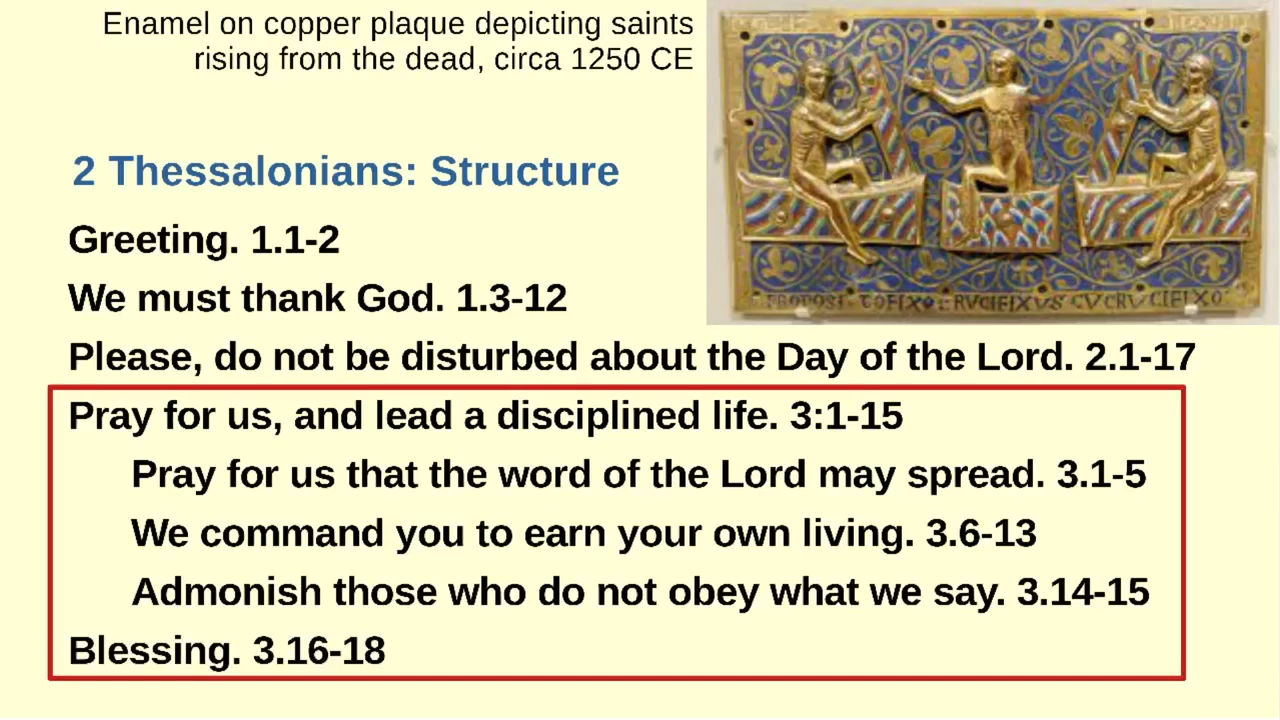 Enamel on copper plaque depicting saints
rising from the dead, circa 1250 CE
2 Thessalonians: Structure
Greeting. 1.1-2
We must thank God. 1.3-12
Please, do not be disturbed about the Day of the Lord. 2.1-17
Pray for us, and lead a disciplined life. 3:1-15
Pray for us that the word of the Lord may spread. 3.1-5
We command you to earn your own living. 3.6-13
Admonish those who do not obey what we say. 3.14-15
Blessing. 3.16-18